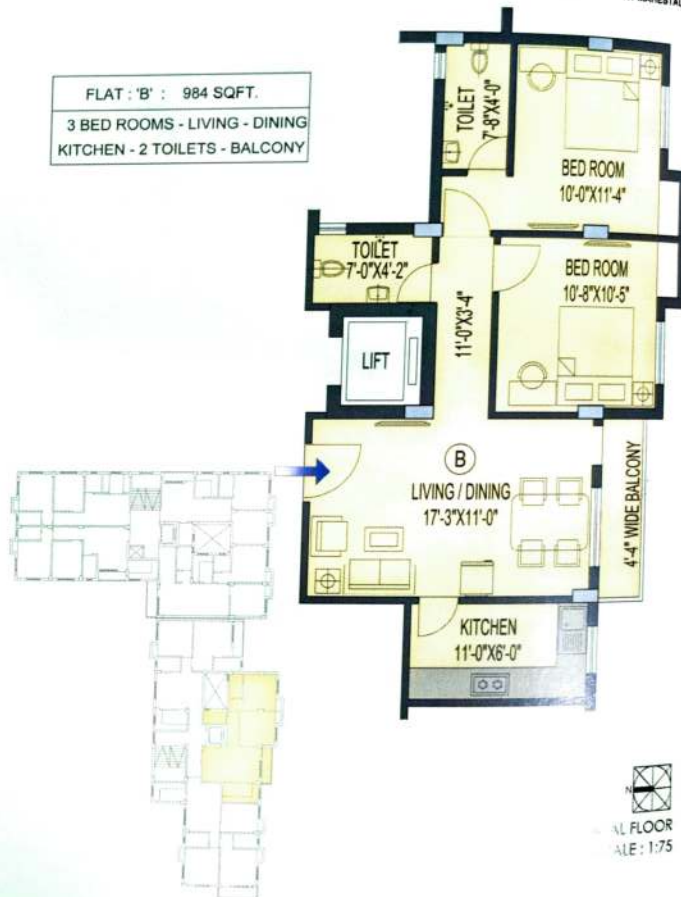 FLAT : 'B' : 984 SQFT.
3 BED ROOMS - LIVING - DINING
KITCHEN - 2 TOILETS - BALCONY
TOILET
7'-8"X4'-0"
BED ROOM
10'-0"X11'-4"
TOILET
7'-0"X4'-2"
BED ROOM
10'-8"X10'-5"
11'-0"X3'-4"
LIFT
B
LIVING / DINING
17'-3"X11'-0"
4'-4" WIDE BALCONY
KITCHEN
11'-0"X6'-0"
N
FLOOR
: 1:75